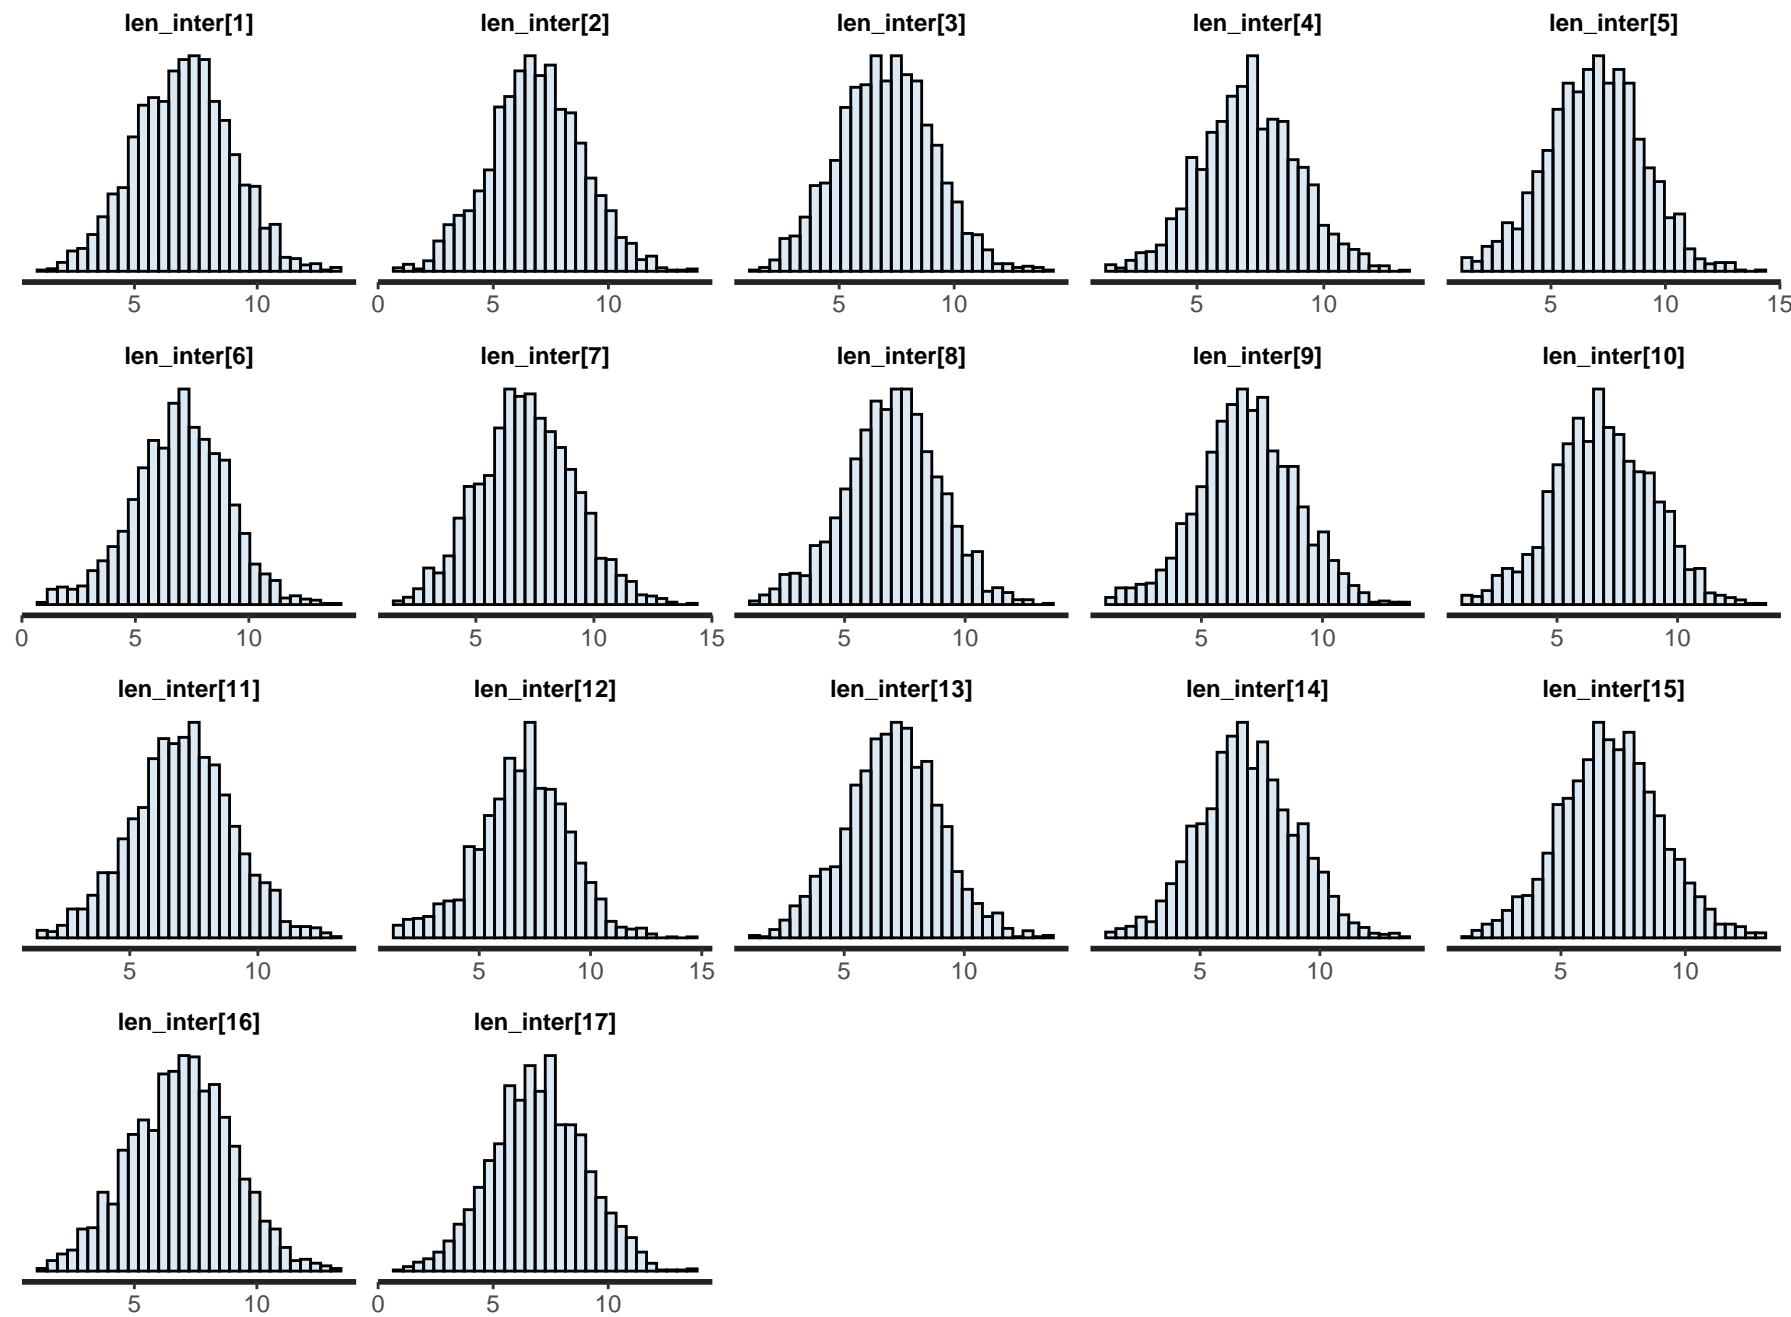 len_inter[1] len_inter[2] len_inter[3] len_inter[4] len_inter[5]
5 10 0 5 10 5 10 5 10 5 10 15
len_inter[6] len_inter[7] len_inter[8] len_inter[9] len_inter[10]
0 5 10 5 10 15 5 10 5 10 5 10
len_inter[11] len_inter[12] len_inter[13] len_inter[14] len_inter[15]
5 10 5 10 15 5 10 5 10 5 10
len_inter[16] len_inter[17]
5 10 0 5 10